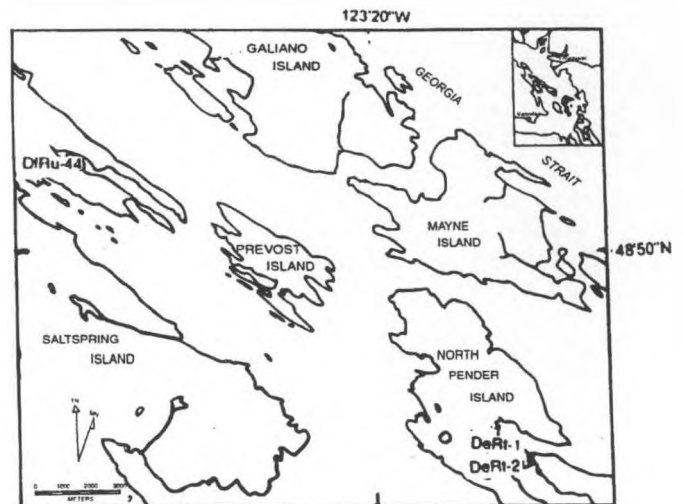 123°20"W
GALIANO
ISLAND
GEORGIA
STRAIT
DfRu-44
MAYNE
ISLAND
48°50"N
PREVOST
ISLAND
SALTSPRING
ISLAND
NORTH
PENDER
ISLAND
DeRt-1
DeRt-2
METERS